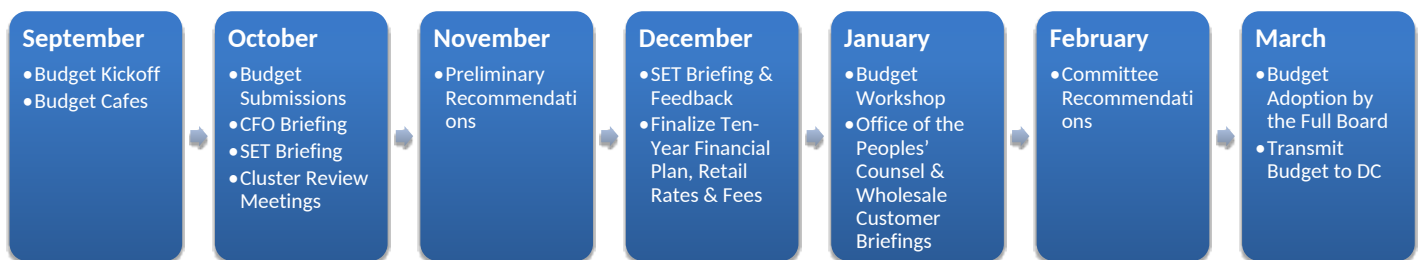 September
•Budget Kickoff
•Budget Cafes
October
•Budget
Submissions
•CFO Briefing
•SET Briefing
•Cluster Review
Meetings
November
•Preliminary
Recommendati
ons
December
•SET Briefing &
Feedback
•Finalize Ten-
Year Financial
Plan, Retail
Rates & Fees
January
•Budget
Workshop
•Office of the
Peoples’
Counsel &
Wholesale
Customer
Briefings
February
•Committee
Recommendati
ons
March
•Budget
Adoption by
the Full Board
•Transmit
Budget to DC